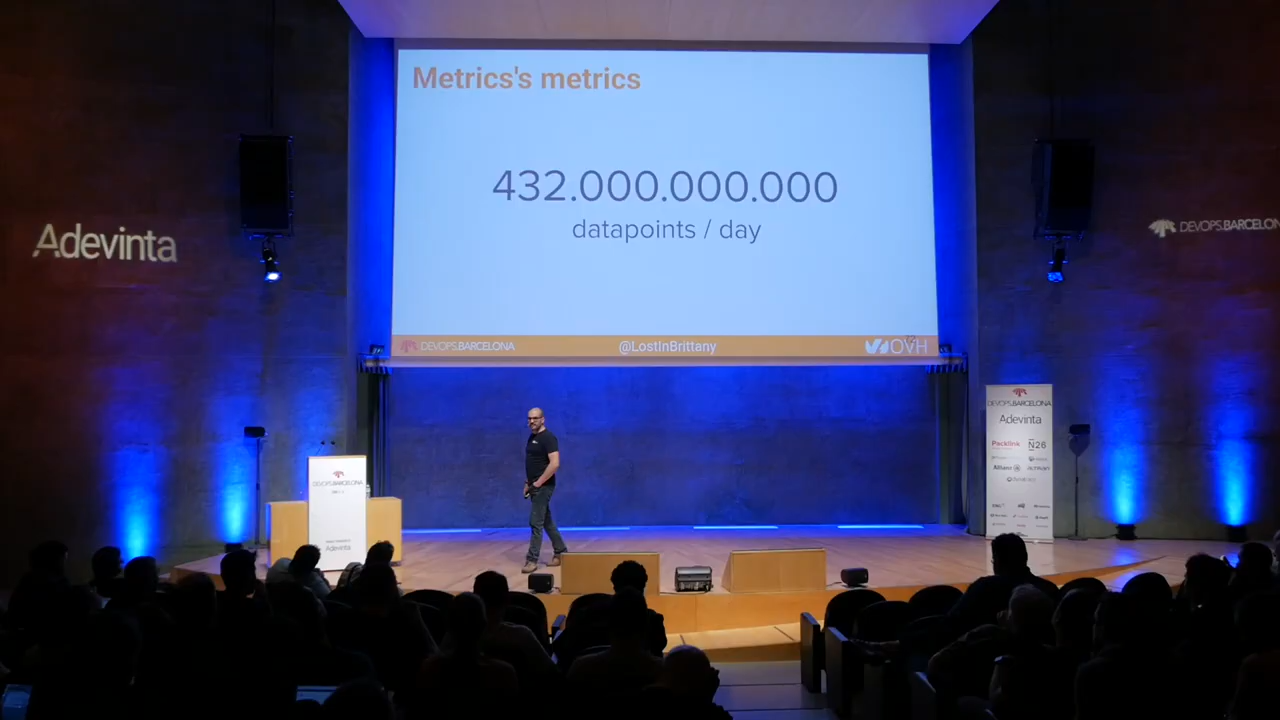 Metrics's metrics
432.000.000.000
datapoints / day
DEVOPS.BARCELONA
@LostInBrittany
OVH
Adevinta
DEVOPS.BARCELONA
DEVOPS.BARCELONA
Adevinta
DEVOPS.BARCELONA
Adevinta
Packlink
N26
Allianz